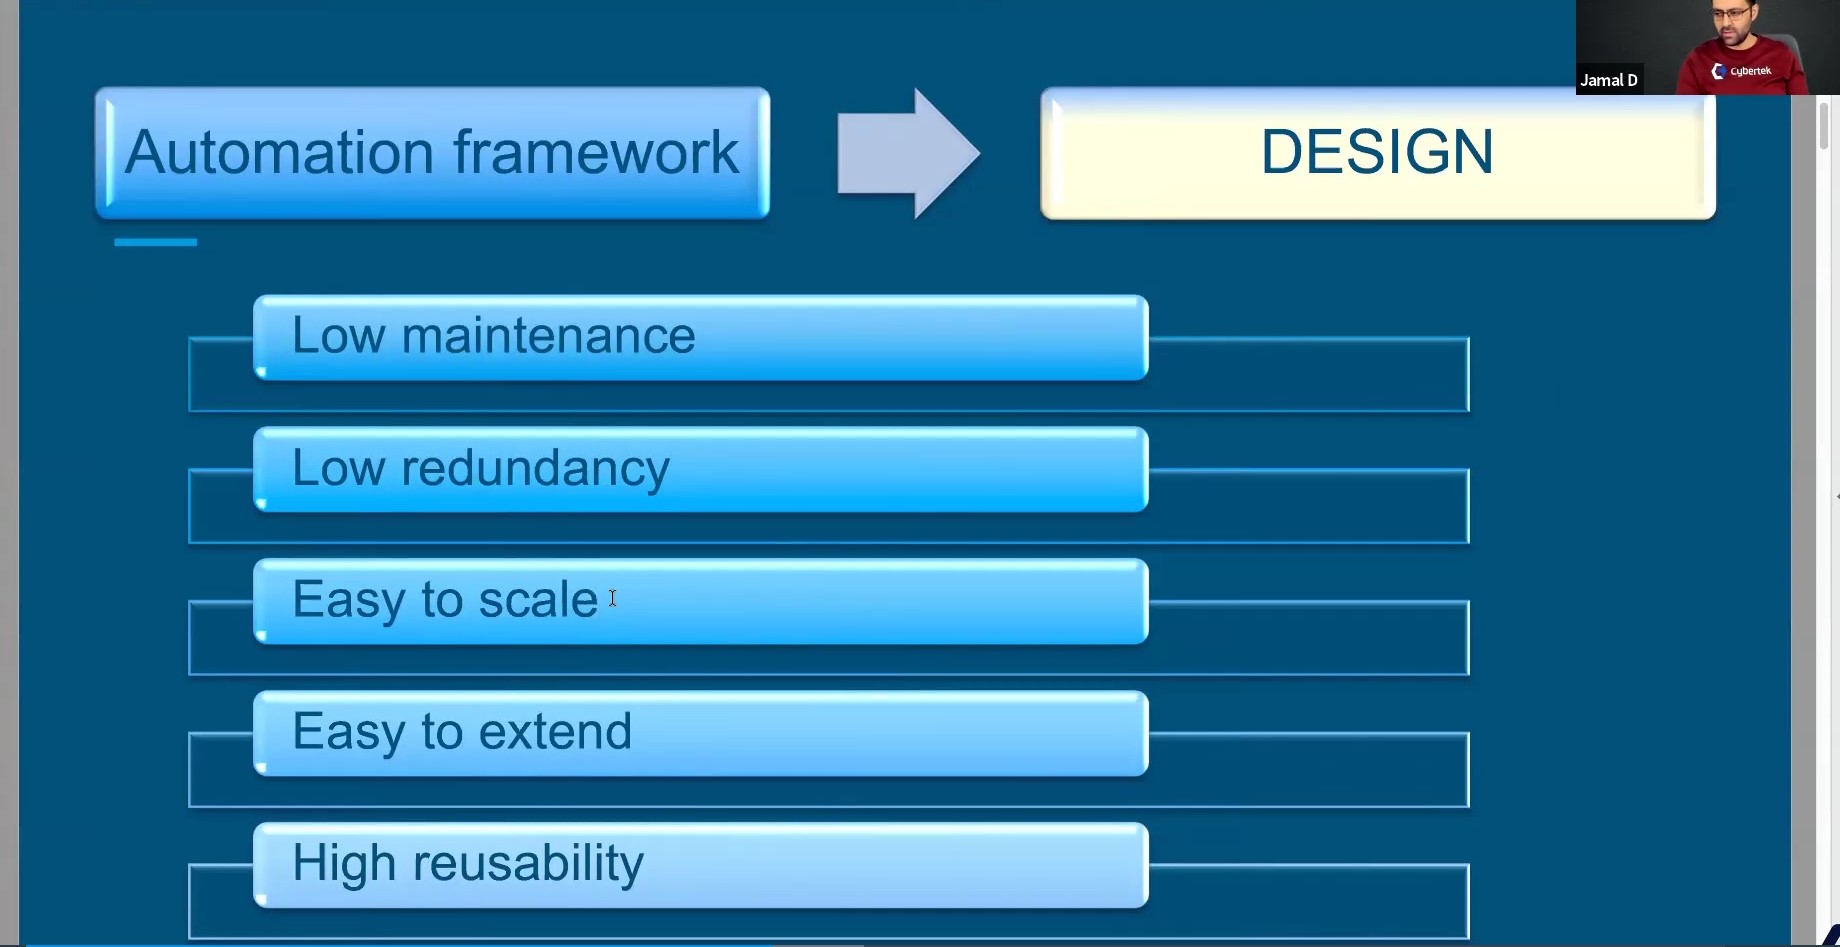 Automation framework
DESIGN
Jamal D
Cybertek
Low maintenance
Low redundancy
Easy to scale
Easy to extend
High reusability